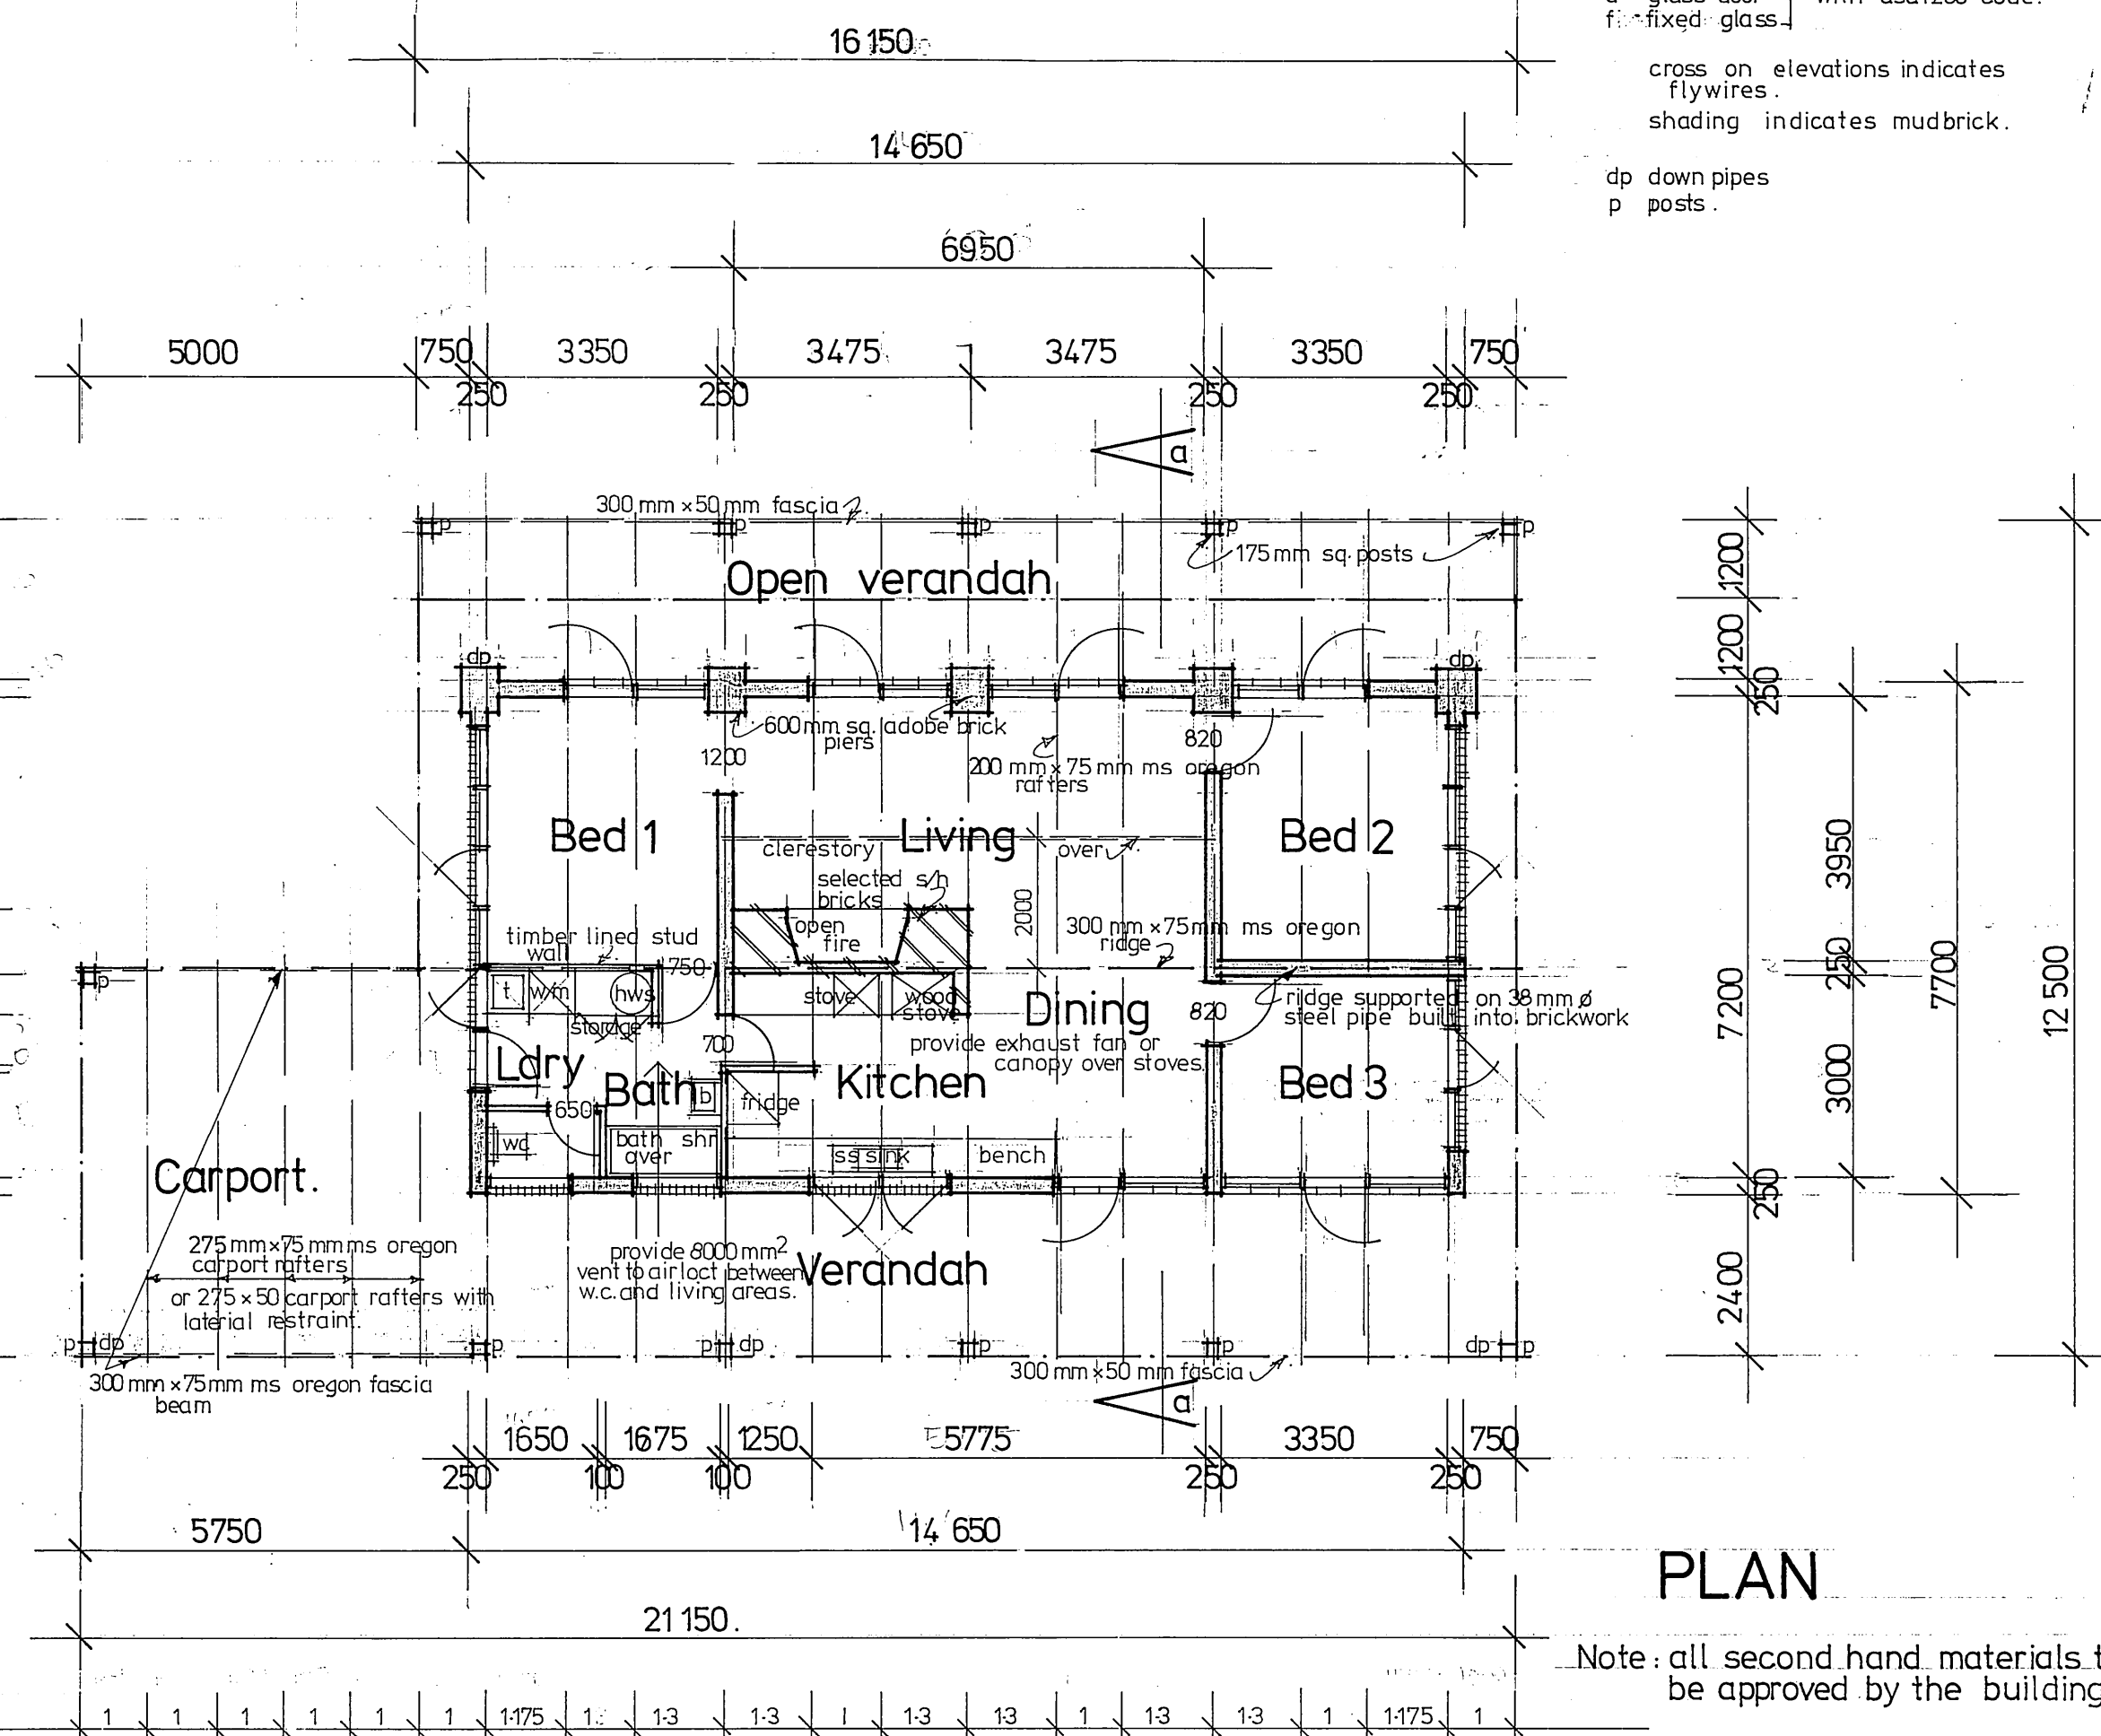 fixed glass
cross on elevations indicates
flywires.
shading indicates mudbrick.
dp down pipes
p posts.
16 150
14 650
6950
5000 750 3350 3475 3475 3350 750
250 250 250 250
a
300 mm x 50 mm fascia
p p p p p
175 mm sq. posts
Open verandah
dp dp
600 mm sq. adobe brick
piers
1200
820
200 mm x 75 mm ms oregon
rafters
Bed 1
Living
Bed 2
clerestory over
selected s/h
bricks
open
fire
2000
timber lined stud
wall
750
300 mm x 75 mm ms oregon
ridge
t w/m hws
storage
stove wood
stove
Dining
820
ridge supported on 38 mm ø
steel pipe built into brickwork
700
provide exhaust fan or
canopy over stoves.
Ldry
Bath
b
Kitchen
Bed 3
fridge
650
wc
bath shr
over
ss sink
bench
p
Carport.
275 mm x 75 mm ms oregon
carport rafters
or 275 x 50 carport rafters with
laterial restraint.
provide 8000 mm2
vent to air loct between
w.c. and living areas.
Verandah
p dp p p dp p p dp p
300 mm x 75 mm ms oregon fascia
beam
300 mm x 50 mm fascia
a
1200
1200
250
7200
250
2400
3950
250
3000
7700
12 500
1650 1675 1250 5775 3350 750
250 100 100 250 250
5750 14 650
21 150.
PLAN
Note: all second hand materials
be approved by the building
1 1 1 1 1 1 1·175 1 1·3 1·3 1 1·3 1·3 1 1·3 1·3 1 1·175 1